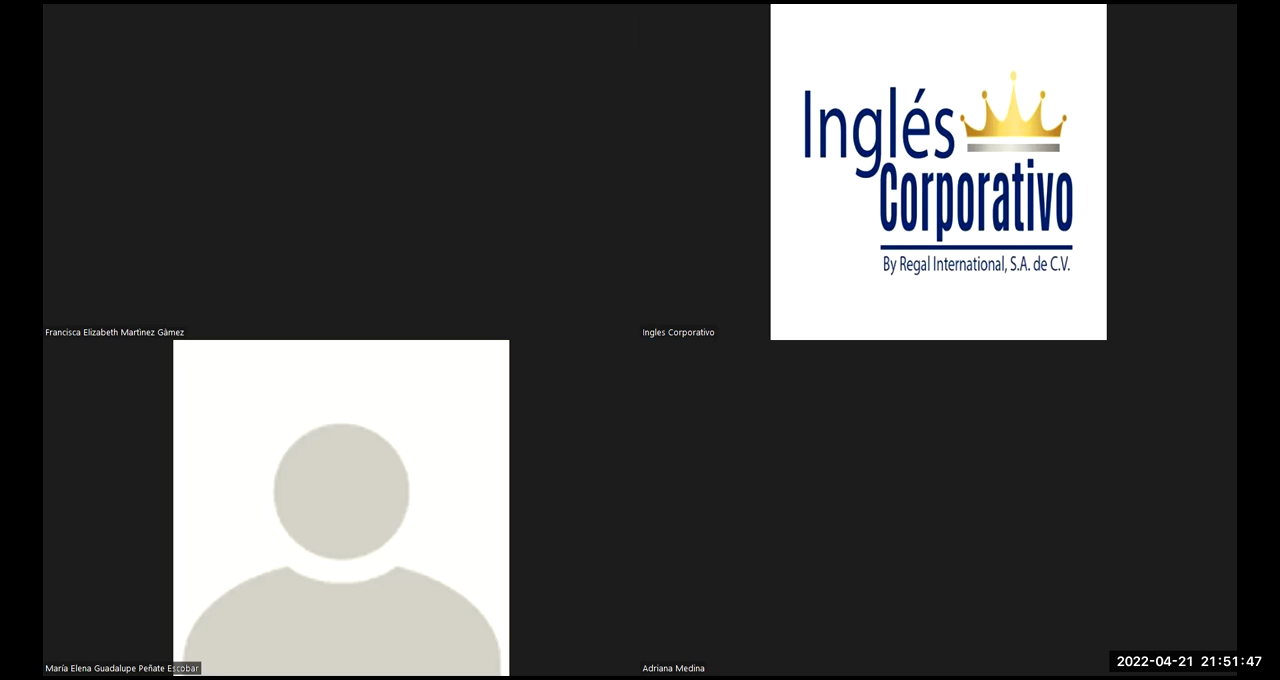 Inglés
Corporativo
By Regal International, S.A. de C.V.
Francisca Elizabeth Martìnez Gàmez
Ingles Corporativo
María Elena Guadalupe Peñate Escobar
Adriana Medina
2022-04-21 21:51:47